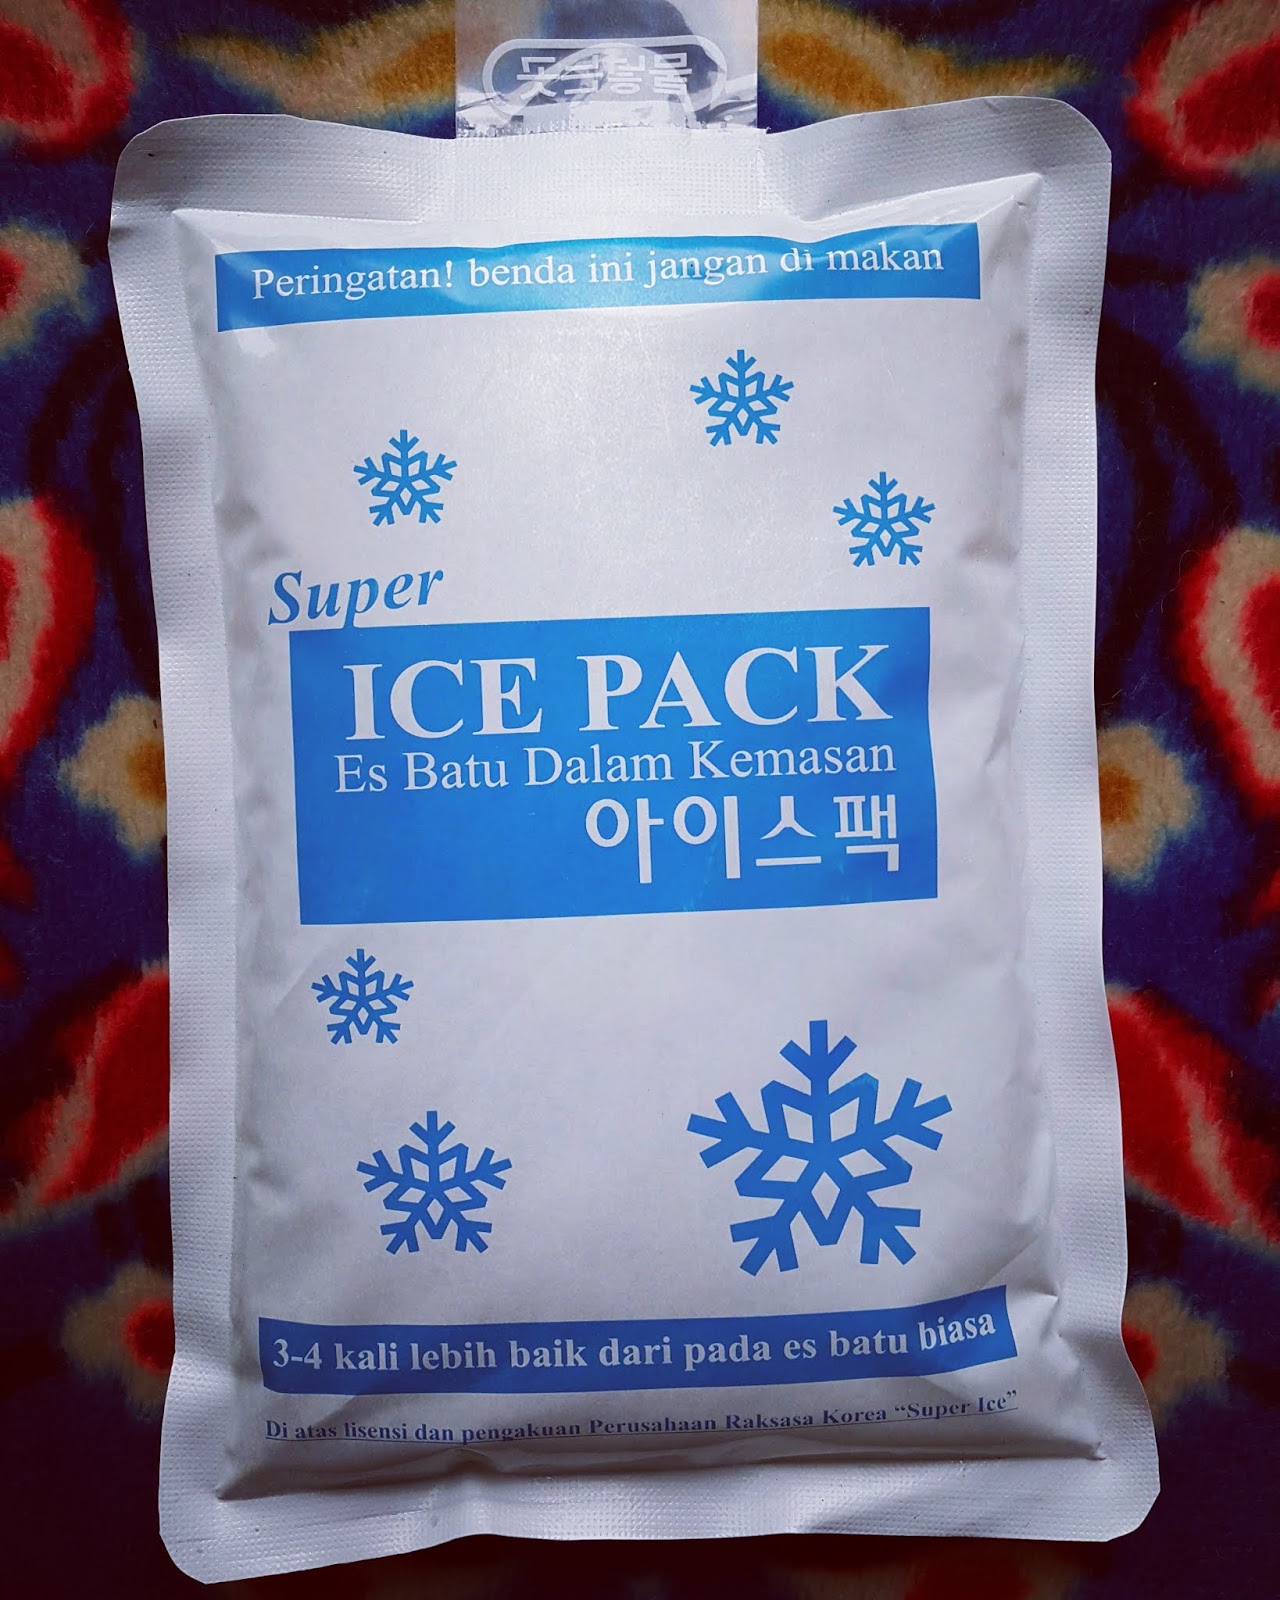 Peringatan! benda ini jangan di makan
Super
ICE PACK
Es Batu Dalam Kemasan
아이스팩
3-4 kali lebih baik dari pada es batu biasa
Di atas lisensi dan pengakuan Perusahaan Raksasa Korea “Super Ice”